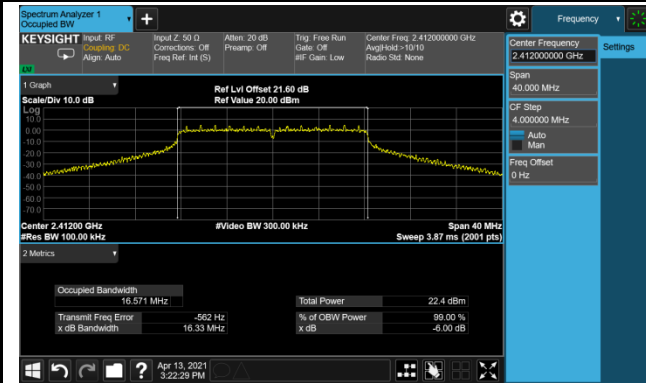 Spectrum Analyzer 1
Occupied BW
+
Frequency
KEYSIGHT
Input: RF
Coupling: DC
Align: Auto
Input Z: 50 Ω
Corrections: Off
Freq Ref: Int (S)
Atten: 20 dB
Preamp: Off
Trig: Free Run
Gate: Off
#IF Gain: Low
Center Freq: 2.412000000 GHz
Avg|Hold:>10/10
Radio Std: None
Center Frequency
2.412000000 GHz
Settings
Span
40.000 MHz
CF Step
4.000000 MHz
Auto
Man
Freq Offset
0 Hz
1 Graph
Scale/Div 10.0 dB
Ref Lvl Offset 21.60 dB
Ref Value 20.00 dBm
Log
10.0
0.00
-10.0
-20.0
-30.0
-40.0
-50.0
-60.0
-70.0
Center 2.41200 GHz
#Res BW 100.00 kHz
#Video BW 300.00 kHz
Span 40 MHz
Sweep 3.87 ms (2001 pts)
2 Metrics
Occupied Bandwidth
16.571 MHz
Transmit Freq Error -562 Hz
x dB Bandwidth 16.33 MHz
Total Power 22.4 dBm
% of OBW Power 99.00 %
x dB -6.00 dB
?
Apr 13, 2021
3:22:29 PM